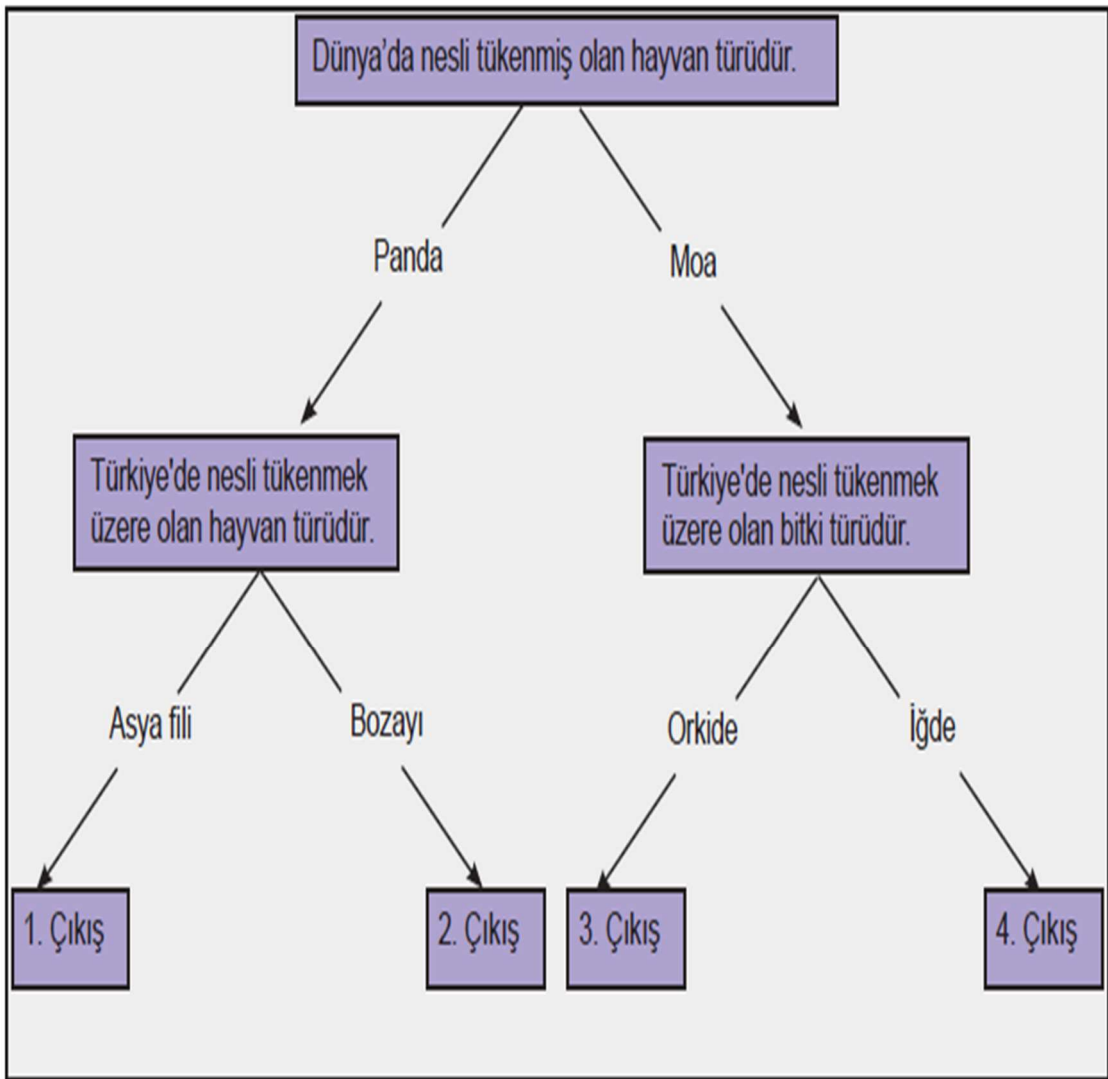 Dünya'da nesli tükenmiş olan hayvan türüdür.
Panda
Moa
Türkiye'de nesli tükenmek
üzere olan hayvan türüdür.
Türkiye'de nesli tükenmek
üzere olan bitki türüdür.
Asya fili
Bozayı
Orkide
İğde
1. Çıkış
2. Çıkış
3. Çıkış
4. Çıkış